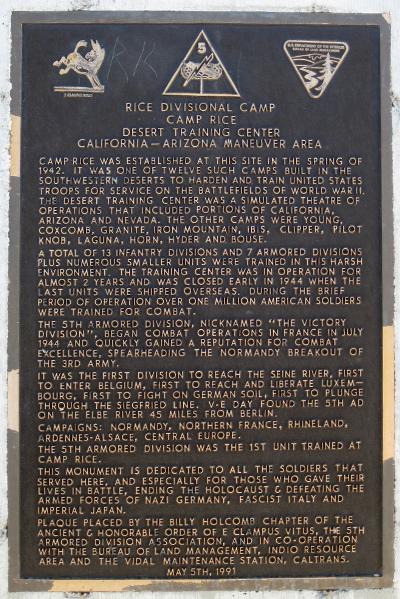 5
U.S. DEPARTMENT OF THE INTERIOR
BUREAU OF LAND MANAGEMENT
RICE DIVISIONAL CAMP
CAMP RICE
DESERT TRAINING CENTER
CALIFORNIA - ARIZONA MANEUVER AREA
CAMP RICE WAS ESTABLISHED AT THIS SITE IN THE SPRING OF
1942. IT WAS ONE OF TWELVE SUCH CAMPS BUILT IN THE
SOUTHWESTERN DESERTS TO HARDEN AND TRAIN UNITED STATES
TROOPS FOR SERVICE ON THE BATTLEFIELDS OF WORLD WAR II.
THE DESERT TRAINING CENTER WAS A SIMULATED THEATRE OF
OPERATIONS THAT INCLUDED PORTIONS OF CALIFORNIA,
ARIZONA AND NEVADA. THE OTHER CAMPS WERE YOUNG,
COXCOMB, GRANITE, IRON MOUNTAIN, IBIS, CLIPPER, PILOT
KNOB, LAGUNA, HORN, HYDER AND BOUSE.
A TOTAL OF 13 INFANTRY DIVISIONS AND 7 ARMORED DIVISIONS
PLUS NUMEROUS SMALLER UNITS WERE TRAINED IN THIS HARSH
ENVIRONMENT. THE TRAINING CENTER WAS IN OPERATION FOR
ALMOST 2 YEARS AND WAS CLOSED EARLY IN 1944 WHEN THE
LAST UNITS WERE SHIPPED OVERSEAS. DURING THE BRIEF
PERIOD OF OPERATION OVER ONE MILLION AMERICAN SOLDIERS
WERE TRAINED FOR COMBAT.
THE 5TH ARMORED DIVISION, NICKNAMED "THE VICTORY
DIVISION", BEGAN COMBAT OPERATIONS IN FRANCE IN JULY
1944 AND QUICKLY GAINED A REPUTATION FOR COMBAT
EXCELLENCE, SPEARHEADING THE NORMANDY BREAKOUT OF
THE 3RD ARMY.
IT WAS THE FIRST DIVISION TO REACH THE SEINE RIVER, FIRST
TO ENTER BELGIUM, FIRST TO REACH AND LIBERATE LUXEM-
BOURG, FIRST TO FIGHT ON GERMAN SOIL, FIRST TO PLUNGE
THROUGH THE SIEGFRIED LINE. V-E DAY FOUND THE 5TH AD
ON THE ELBE RIVER 45 MILES FROM BERLIN.
CAMPAIGNS: NORMANDY, NORTHERN FRANCE, RHINELAND,
ARDENNES-ALSACE, CENTRAL EUROPE.
THE 5TH ARMORED DIVISION WAS THE 1ST UNIT TRAINED AT
CAMP RICE.
THIS MONUMENT IS DEDICATED TO ALL THE SOLDIERS THAT
SERVED HERE, AND ESPECIALLY FOR THOSE WHO GAVE THEIR
LIVES IN BATTLE, ENDING THE HOLOCAUST & DEFEATING THE
ARMED FORCES OF NAZI GERMANY, FASCIST ITALY AND
IMPERIAL JAPAN.
PLAQUE PLACED BY THE BILLY HOLCOMB CHAPTER OF THE
ANCIENT & HONORABLE ORDER OF E CLAMPUS VITUS, THE 5TH
ARMORED DIVISION ASSOCIATION, AND IN CO-OPERATION
WITH THE BUREAU OF LAND MANAGEMENT, INDIO RESOURCE
AREA AND THE VIDAL MAINTENANCE STATION, CALTRANS.
MAY 5TH, 1991